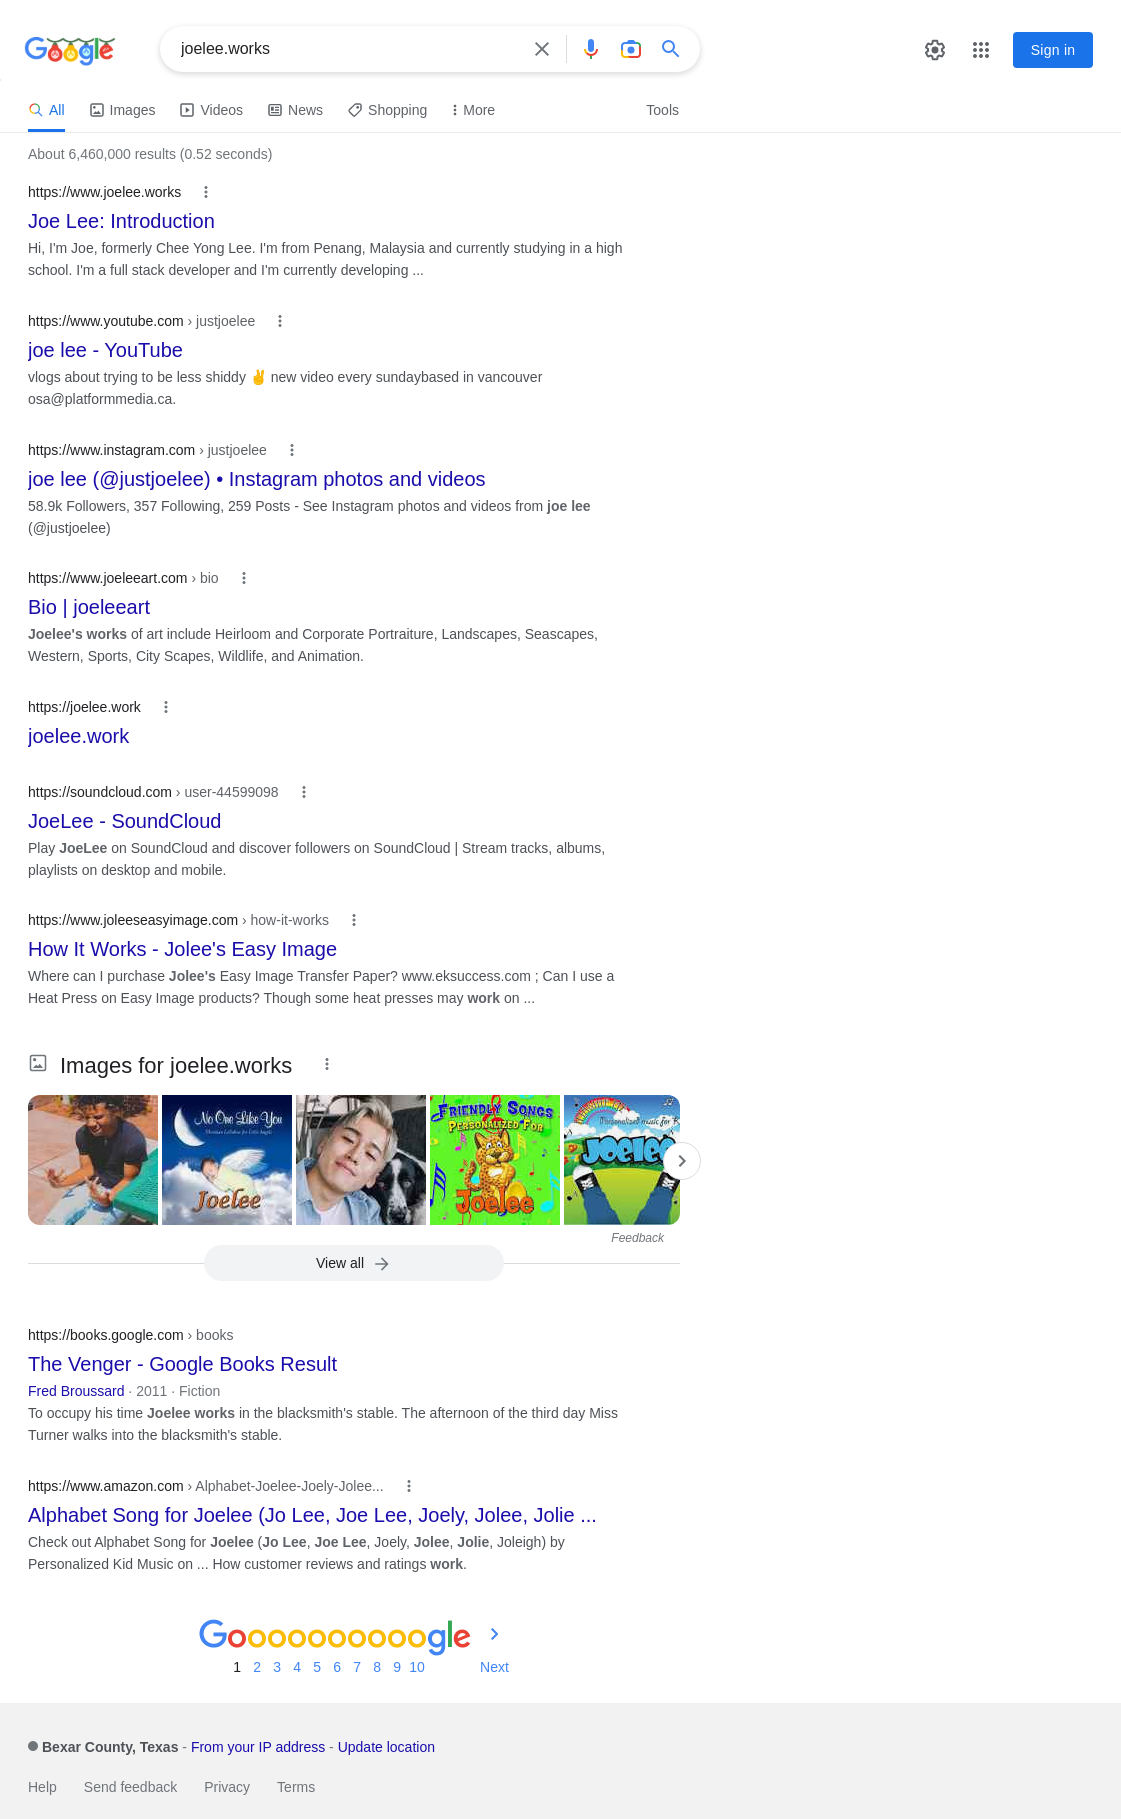 Google
joelee.works
Sign in
All
Images
Videos
News
Shopping
More
Tools
About 6,460,000 results (0.52 seconds)
https://www.joelee.works
Joe Lee: Introduction
Hi, I'm Joe, formerly Chee Yong Lee. I'm from Penang, Malaysia and currently studying in a high
school. I'm a full stack developer and I'm currently developing ...
https://www.youtube.com › justjoelee
joe lee - YouTube
vlogs about trying to be less shiddy ✌ new video every sundaybased in vancouver
osa@platformmedia.ca.
https://www.instagram.com › justjoelee
joe lee (@justjoelee) • Instagram photos and videos
58.9k Followers, 357 Following, 259 Posts - See Instagram photos and videos from joe lee
(@justjoelee)
https://www.joeleeart.com › bio
Bio | joeleeart
Joelee's works of art include Heirloom and Corporate Portraiture, Landscapes, Seascapes,
Western, Sports, City Scapes, Wildlife, and Animation.
https://joelee.work
joelee.work
https://soundcloud.com › user-44599098
JoeLee - SoundCloud
Play JoeLee on SoundCloud and discover followers on SoundCloud | Stream tracks, albums,
playlists on desktop and mobile.
https://www.joleeseasyimage.com › how-it-works
How It Works - Jolee's Easy Image
Where can I purchase Jolee's Easy Image Transfer Paper? www.eksuccess.com ; Can I use a
Heat Press on Easy Image products? Though some heat presses may work on ...
Images for joelee.works
No One Like You
Joelee
FRIENDLY SONGS
PERSONALIZED FOR
Joelee
Personalized music for
Joelee
Feedback
View all
https://books.google.com › books
The Venger - Google Books Result
Fred Broussard · 2011 · Fiction
To occupy his time Joelee works in the blacksmith's stable. The afternoon of the third day Miss
Turner walks into the blacksmith's stable.
https://www.amazon.com › Alphabet-Joelee-Joely-Jolee...
Alphabet Song for Joelee (Jo Lee, Joe Lee, Joely, Jolee, Jolie ...
Check out Alphabet Song for Joelee (Jo Lee, Joe Lee, Joely, Jolee, Jolie, Joleigh) by
Personalized Kid Music on ... How customer reviews and ratings work.
Goooooooooogle
1 2 3 4 5 6 7 8 9 10 Next
Bexar County, Texas - From your IP address - Update location
Help Send feedback Privacy Terms